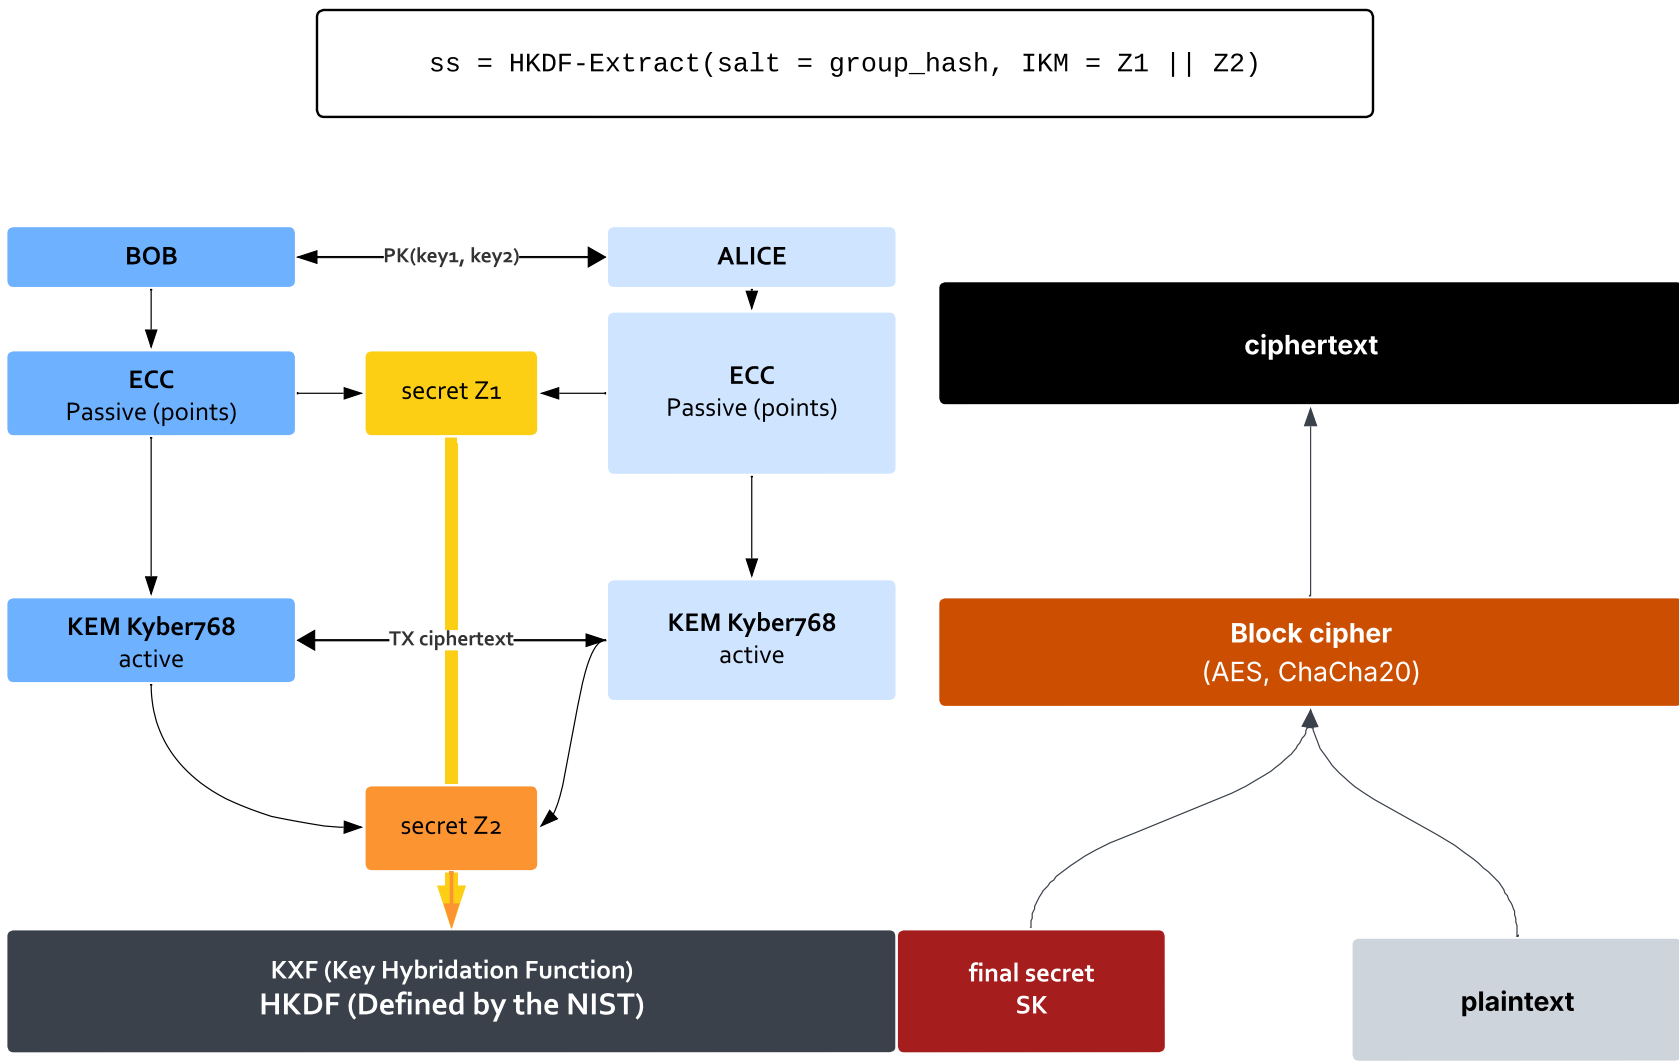 ss = HKDF-Extract(salt = group_hash, IKM = Z1 || Z2)
BOB
PK(key1, key2)
ALICE
ECC
Passive (points)
secret Z1
ECC
Passive (points)
ciphertext
KEM Kyber768
active
TX ciphertext
KEM Kyber768
active
Block cipher
(AES, ChaCha20)
secret Z2
KXF (Key Hybridation Function)
HKDF (Defined by the NIST)
final secret
SK
plaintext